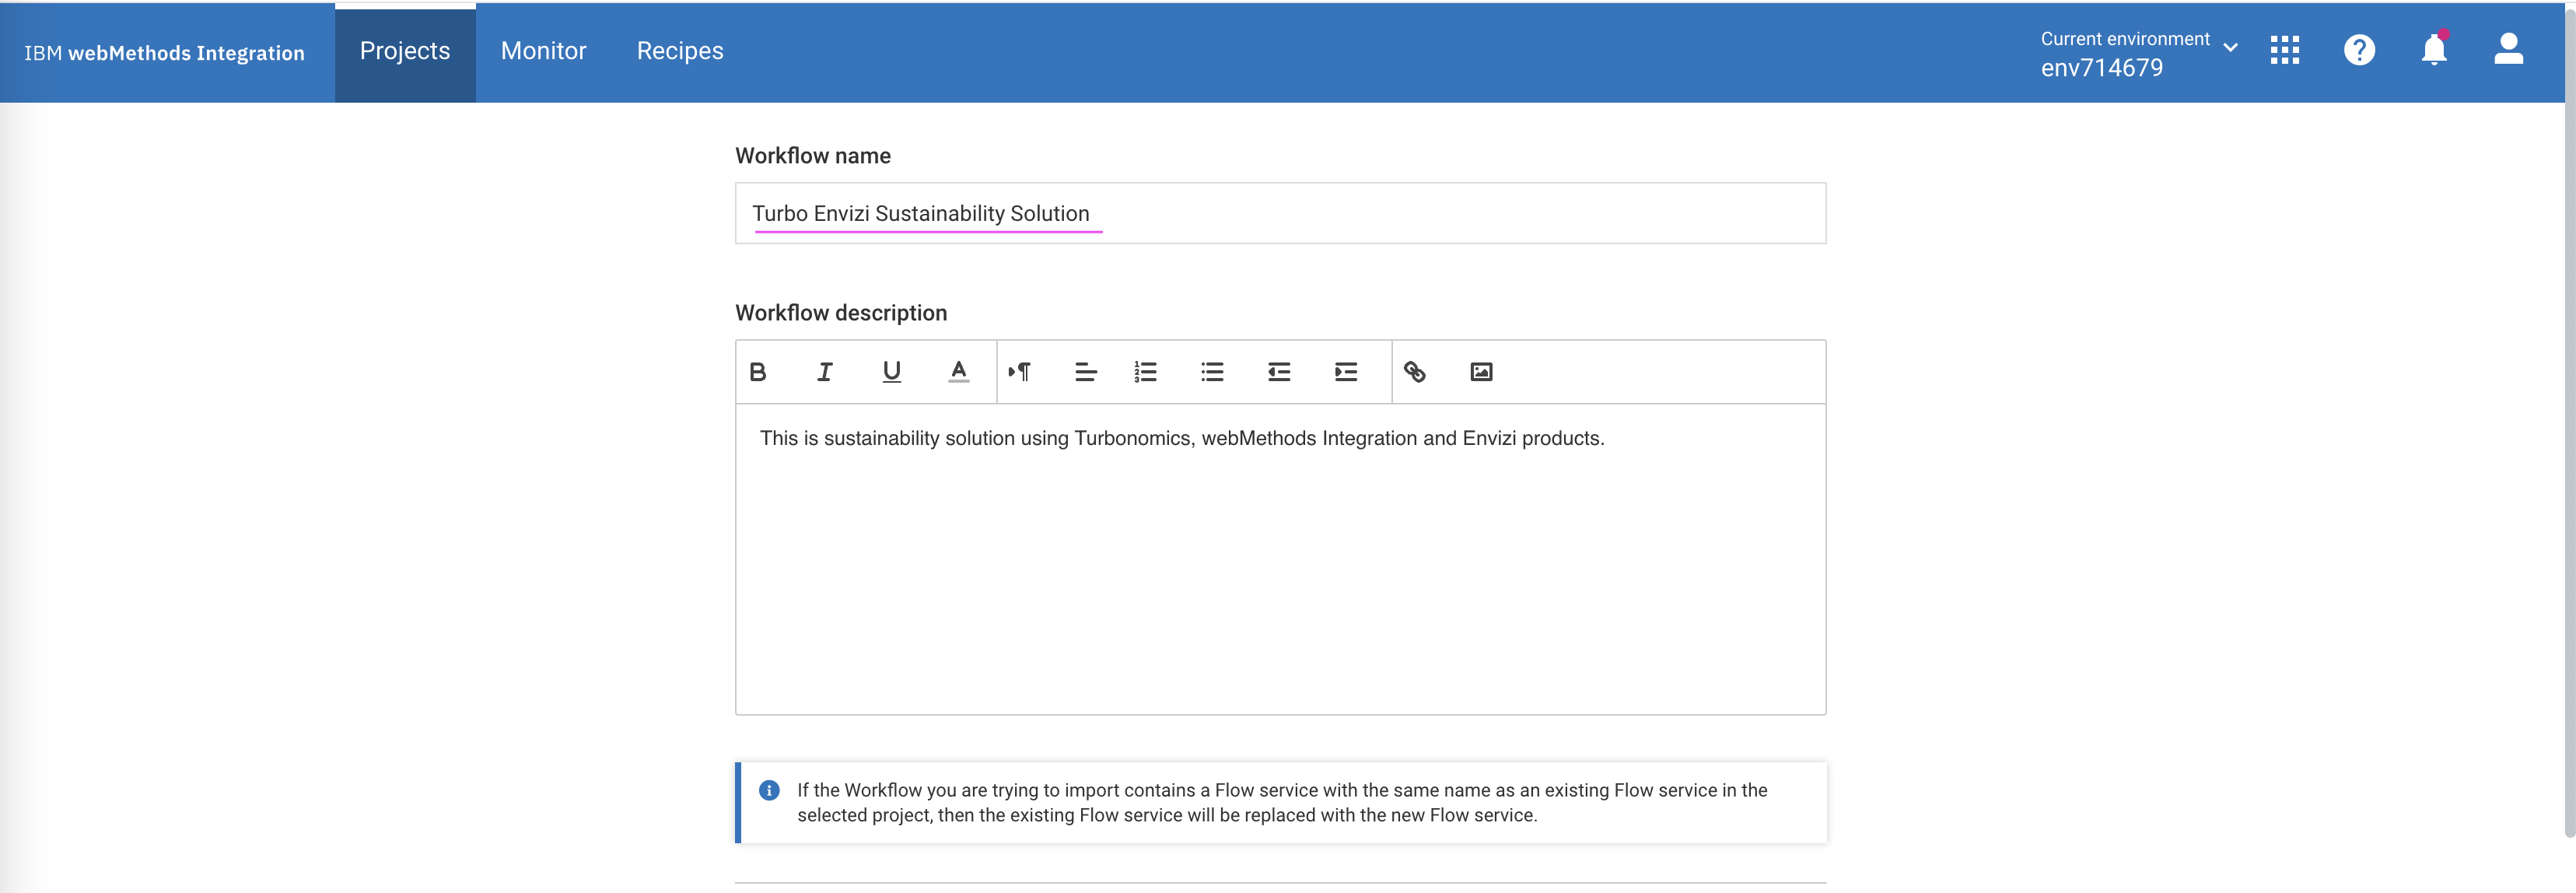 IBM webMethods Integration
Projects
Monitor
Recipes
Current environment
env714679
Workflow name
Turbo Envizi Sustainability Solution
Workflow description
This is sustainability solution using Turbonomics, webMethods Integration and Envizi products.
If the Workflow you are trying to import contains a Flow service with the same name as an existing Flow service in the
selected project, then the existing Flow service will be replaced with the new Flow service.